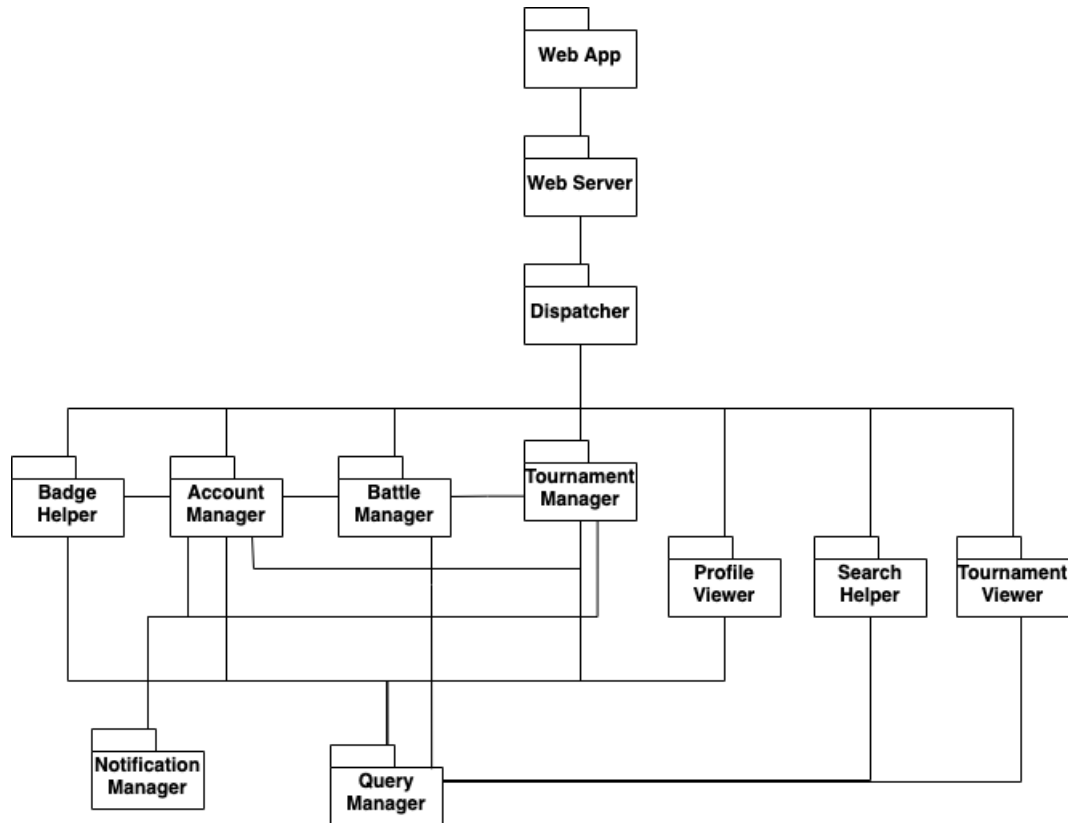 Web App
Web Server
Dispatcher
Badge
Helper
Account
Manager
Battle
Manager
Tournament
Manager
Profile
Viewer
Search
Helper
Tournament
Viewer
Notification
Manager
Query
Manager